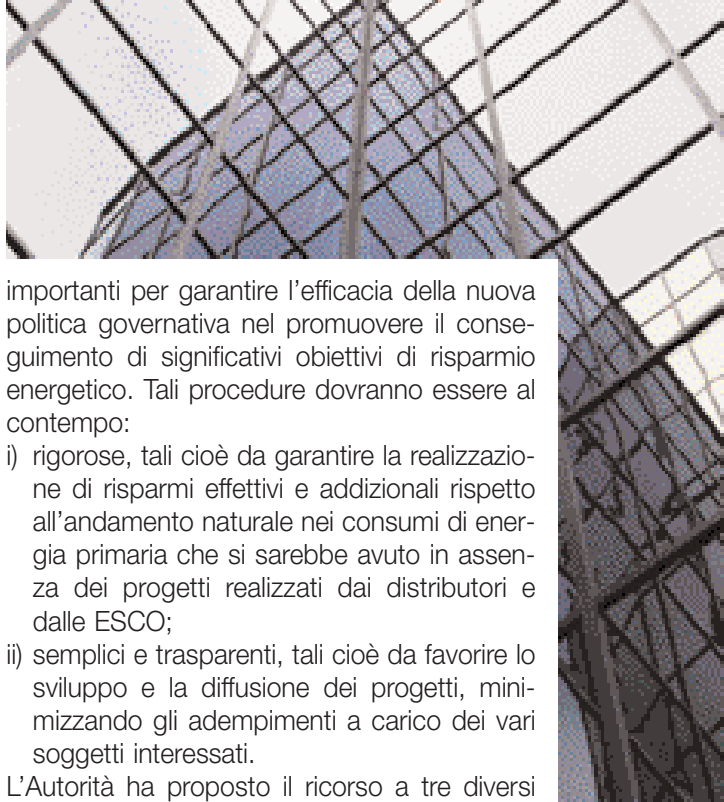 importanti per garantire l’efficacia della nuova
politica governativa nel promuovere il conse-
guimento di significativi obiettivi di risparmio
energetico. Tali procedure dovranno essere al
contempo:
i) rigorose, tali cioè da garantire la realizzazio-
ne di risparmi effettivi e addizionali rispetto
all’andamento naturale nei consumi di ener-
gia primaria che si sarebbe avuto in assen-
za dei progetti realizzati dai distributori e
dalle ESCO;
ii) semplici e trasparenti, tali cioè da favorire lo
sviluppo e la diffusione dei progetti, mini-
mizzando gli adempimenti a carico dei vari
soggetti interessati.
L’Autorità ha proposto il ricorso a tre diversi